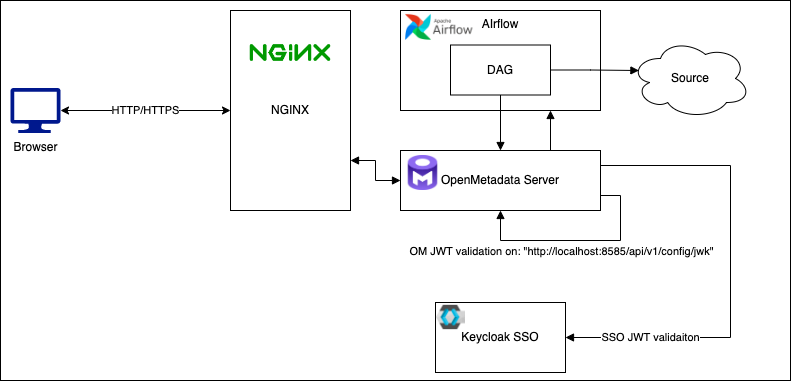 NGINX
NGINX
HTTP/HTTPS
Browser
AIrflow
Apache
Airflow
DAG
Source
OpenMetadata Server
OM JWT validation on: "http://localhost:8585/api/v1/config/jwk"
Keycloak SSO
SSO JWT validaiton